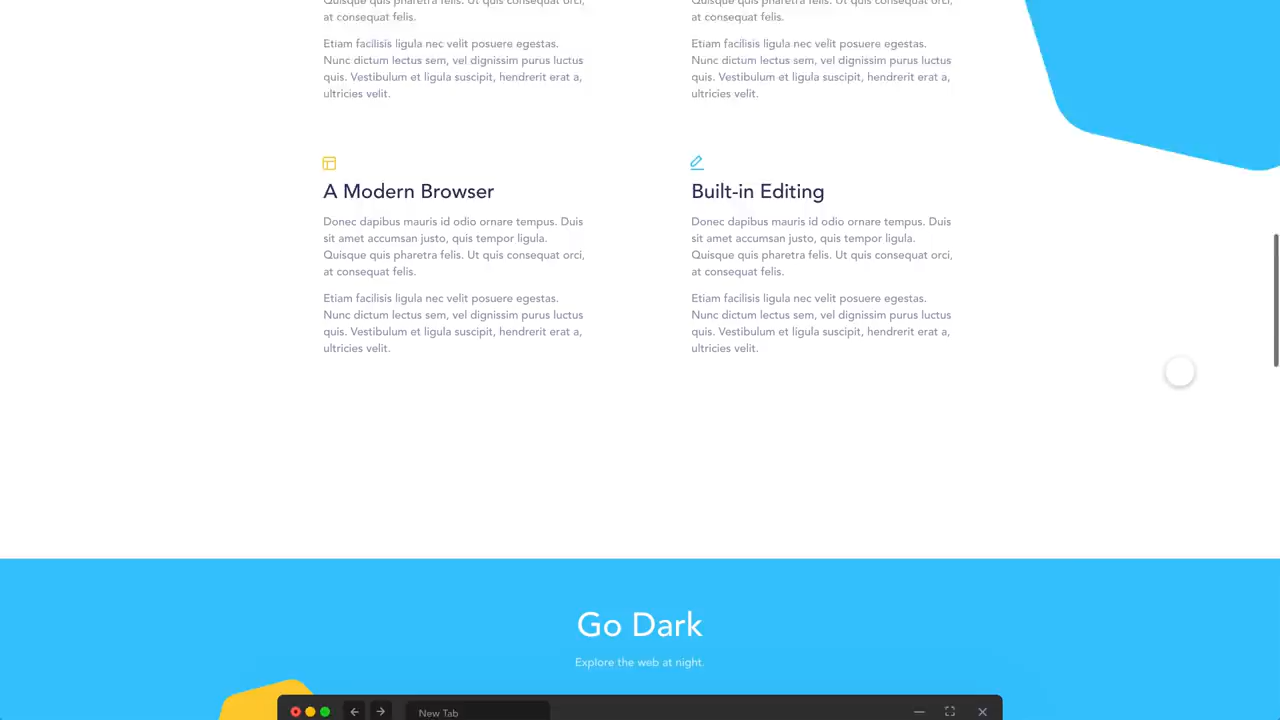 Quisque quis pharetra felis. Ut quis consequat orci,
at consequat felis.
Etiam facilisis ligula nec velit posuere egestas.
Nunc dictum lectus sem, vel dignissim purus luctus
quis. Vestibulum et ligula suscipit, hendrerit erat a,
ultricies velit.
Quisque quis pharetra felis. Ut quis consequat orci,
at consequat felis.
Etiam facilisis ligula nec velit posuere egestas.
Nunc dictum lectus sem, vel dignissim purus luctus
quis. Vestibulum et ligula suscipit, hendrerit erat a,
ultricies velit.
A Modern Browser
Donec dapibus mauris id odio ornare tempus. Duis
sit amet accumsan justo, quis tempor ligula.
Quisque quis pharetra felis. Ut quis consequat orci,
at consequat felis.
Etiam facilisis ligula nec velit posuere egestas.
Nunc dictum lectus sem, vel dignissim purus luctus
quis. Vestibulum et ligula suscipit, hendrerit erat a,
ultricies velit.
Built-in Editing
Donec dapibus mauris id odio ornare tempus. Duis
sit amet accumsan justo, quis tempor ligula.
Quisque quis pharetra felis. Ut quis consequat orci,
at consequat felis.
Etiam facilisis ligula nec velit posuere egestas.
Nunc dictum lectus sem, vel dignissim purus luctus
quis. Vestibulum et ligula suscipit, hendrerit erat a,
ultricies velit.
Go Dark
Explore the web at night.
New Tab